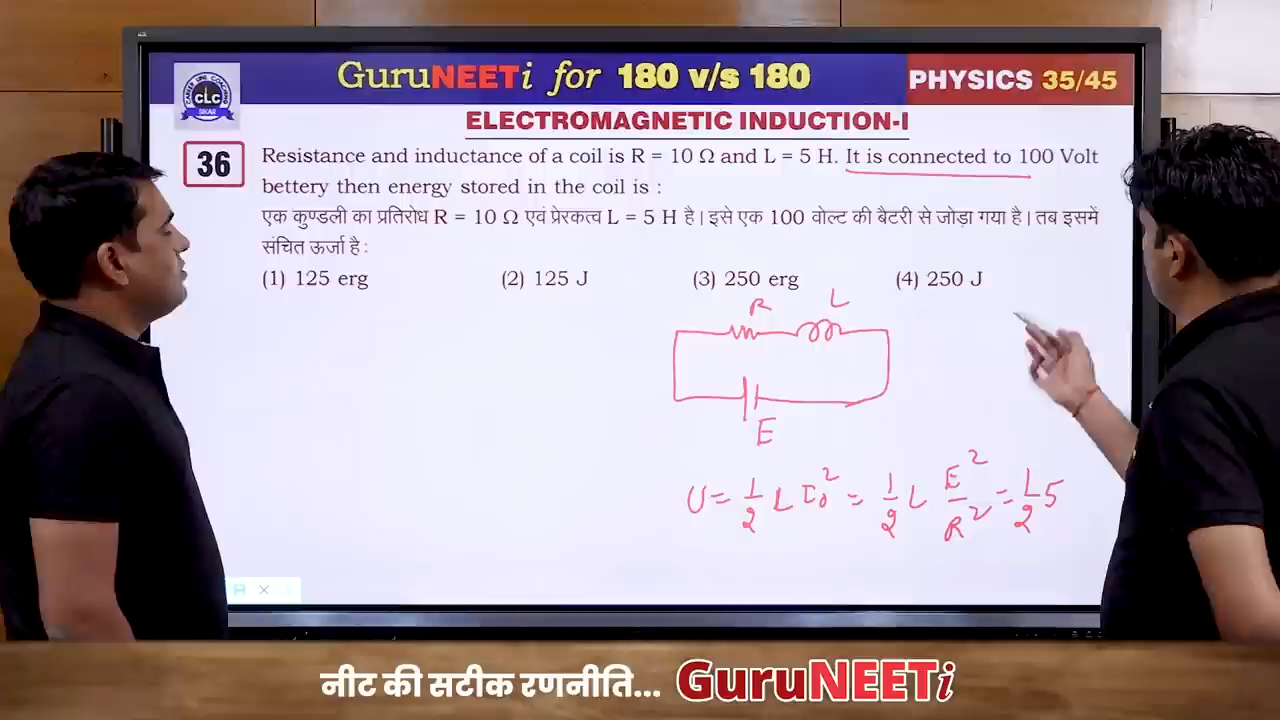 GuruNEETi for 180 v/s 180
PHYSICS 35/45
CLC
SIKAR
ELECTROMAGNETIC INDUCTION-I
36
Resistance and inductance of a coil is R = 10 Ω and L = 5 H. It is connected to 100 Volt
bettery then energy stored in the coil is :
एक कुण्डली का प्रतिरोध R = 10 Ω एवं प्रेरकत्व L = 5 H है। इसे एक 100 वोल्ट की बैटरी से जोड़ा गया है। तब इसमें
संचित ऊर्जा है :
(1) 125 erg (2) 125 J (3) 250 erg (4) 250 J
R L
E
U = 1/2 L I₀² = 1/2 L E²/R² = 1/2 5
नीट की सटीक रणनीति... GuruNEETi